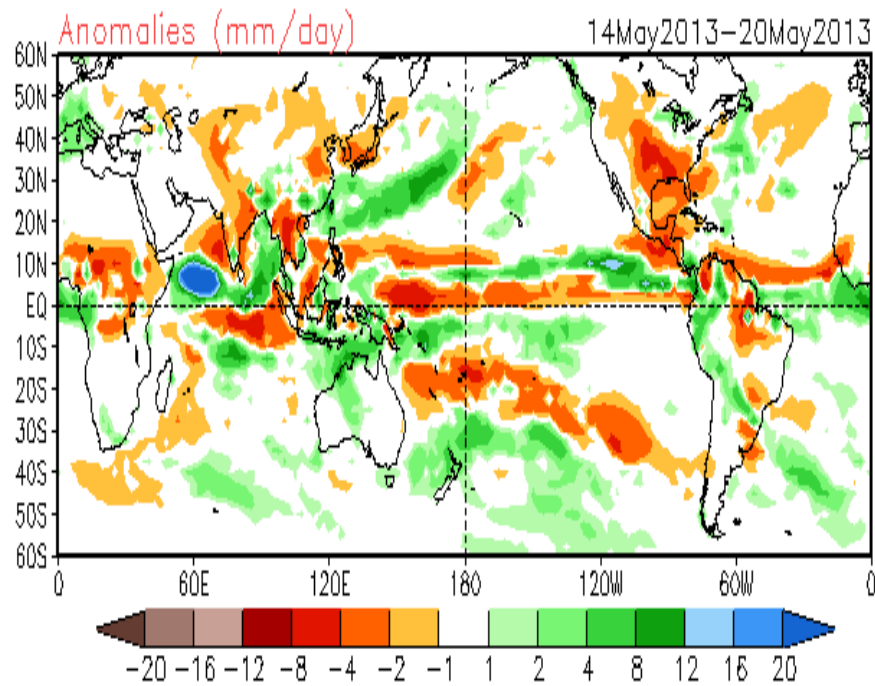 Anomalies (mm/day) 14May2013-20May2013
60N
50N
40N
30N
20N
10N
EQ
10S
20S
30S
40S
50S
60S
0 60E 120E 180 120W 60W 0
-20 -16 -12 -8 -4 -2 -1 1 2 4 8 12 16 20